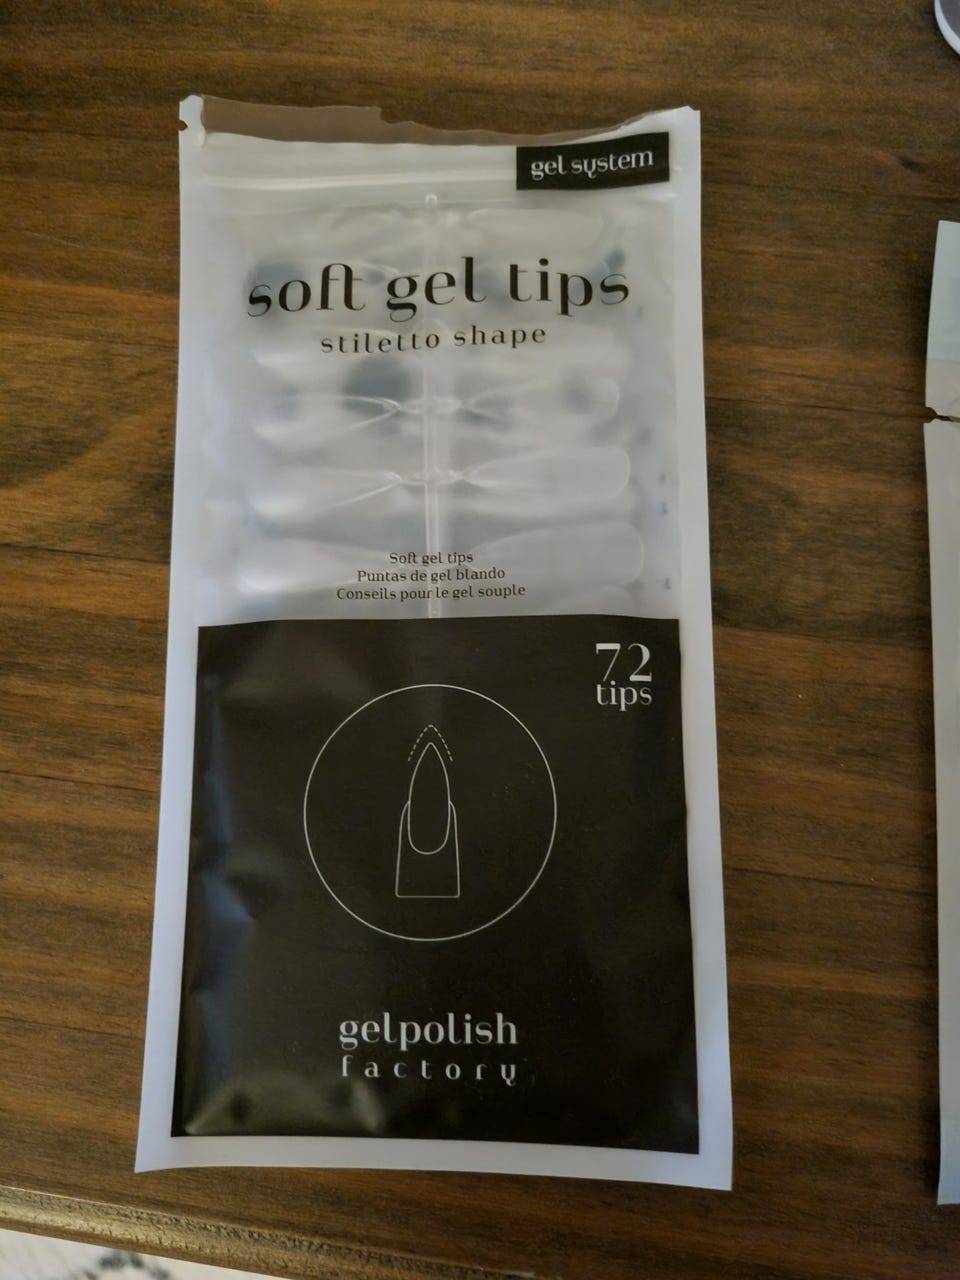 gel system
soft gel tips
stiletto shape
Soft gel tips
Puntas de gel blando
Conseils pour le gel souple
72
tips
gelpolish
factory